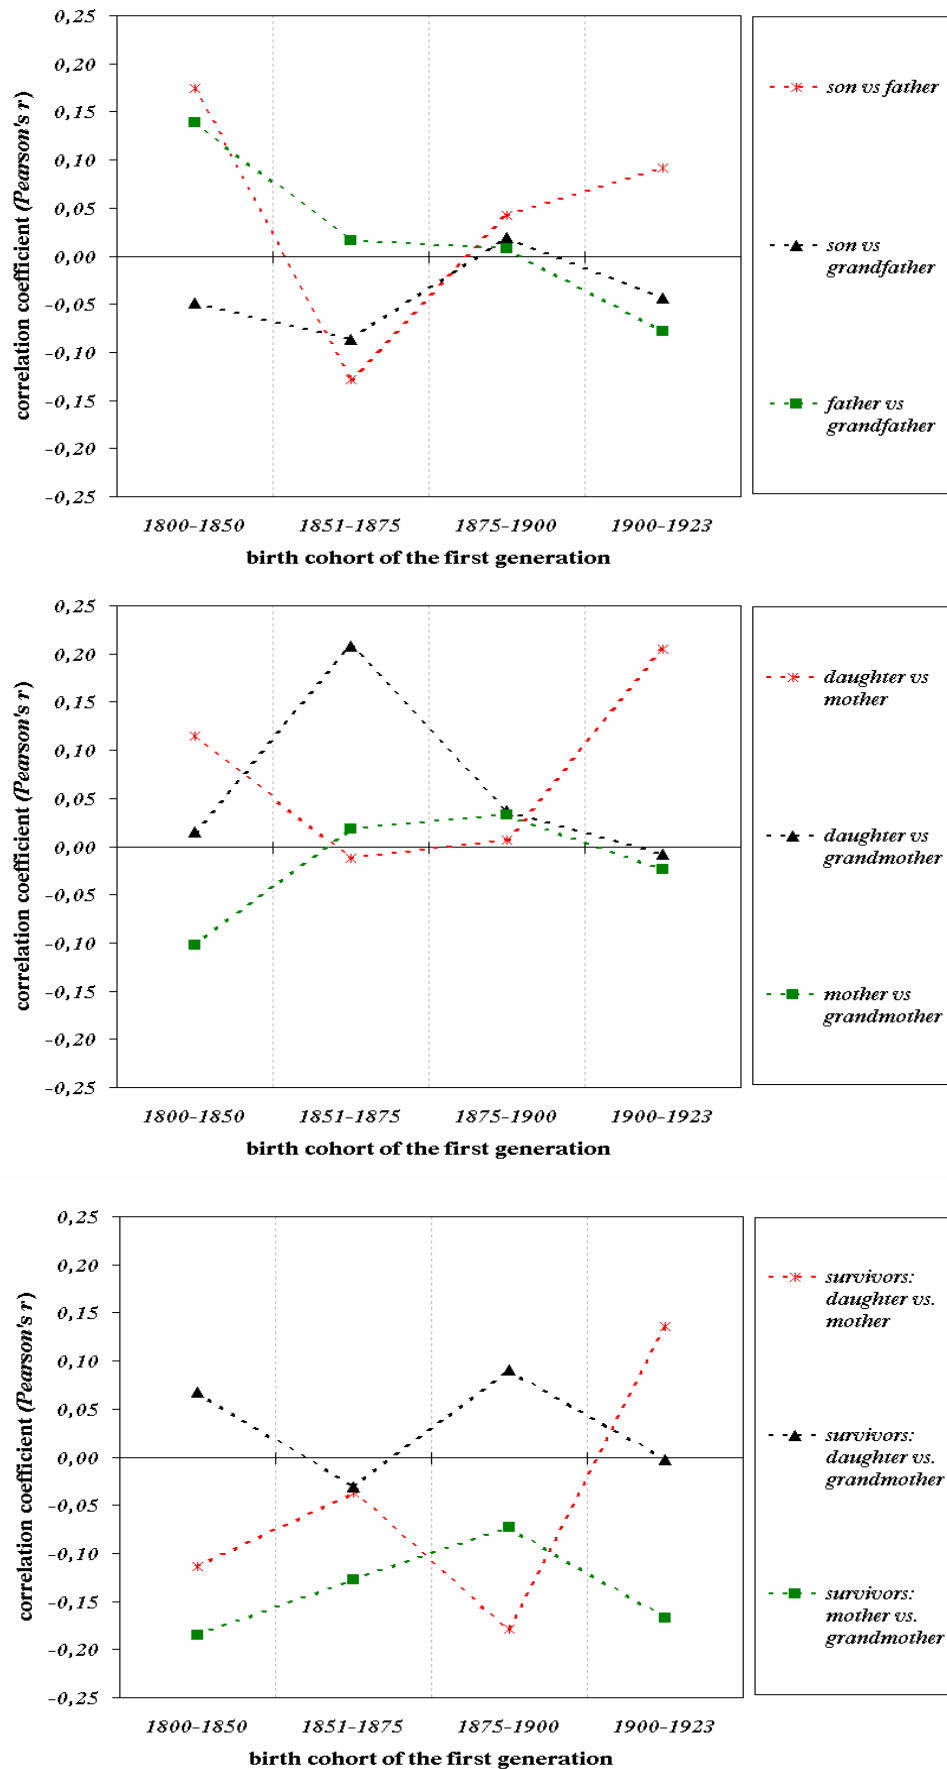 0,25
0,20
0,15
0,10
0,05
0,00
-0,05
-0,10
-0,15
-0,20
-0,25
correlation coefficient (Pearson's r)
1800-1850 1851-1875 1875-1900 1900-1923
birth cohort of the first generation
son vs father
son vs
grandfather
father vs
grandfather
0,25
0,20
0,15
0,10
0,05
0,00
-0,05
-0,10
-0,15
-0,20
-0,25
correlation coefficient (Pearson's r)
1800-1850 1851-1875 1875-1900 1900-1923
birth cohort of the first generation
daughter vs
mother
daughter vs
grandmother
mother vs
grandmother
0,25
0,20
0,15
0,10
0,05
0,00
-0,05
-0,10
-0,15
-0,20
-0,25
correlation coefficient (Pearson's r)
1800-1850 1851-1875 1875-1900 1900-1923
birth cohort of the first generation
survivors:
daughter vs.
mother
survivors:
daughter vs.
grandmother
survivors:
mother vs.
grandmother